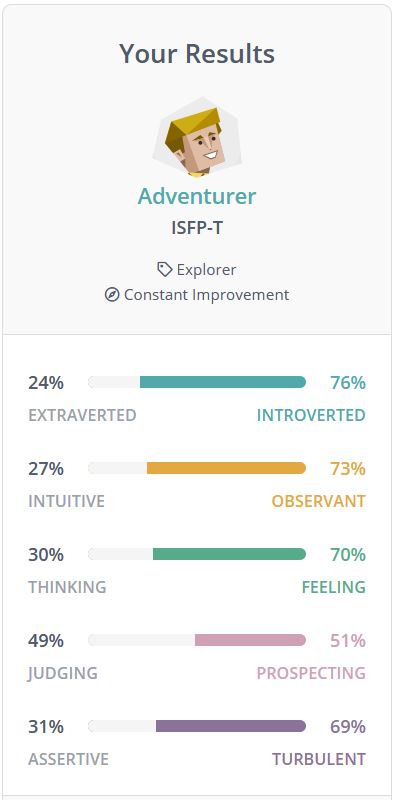 Your Results
Adventurer
ISFP-T
Explorer
Constant Improvement
24% 76%
EXTRAVERTED INTROVERTED
27% 73%
INTUITIVE OBSERVANT
30% 70%
THINKING FEELING
49% 51%
JUDGING PROSPECTING
31% 69%
ASSERTIVE TURBULENT